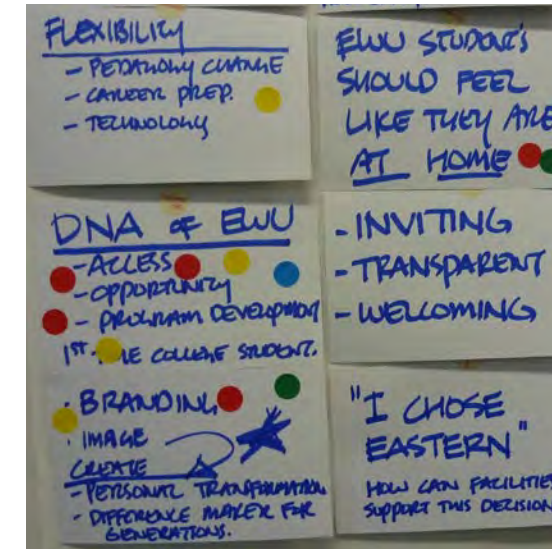 FLEXIBILITY
- PEDAGOGY CHANGE
- CAREER PREP.
- TECHNOLOGY
EWU STUDENT'S
SHOULD FEEL
LIKE THEY ARE
AT HOME
DNA OF EWU
- ACCESS
- OPPORTUNITY
- PROGRAM DEVELOPMENT
1ST COLLEGE STUDENT.
· BRANDING
· IMAGE
CREATE
- PERSONAL TRANSFORMATION
- DIFFERENCE MAKER FOR
GENERATIONS.
- INVITING
- TRANSPARENT
- WELCOMING
"I CHOSE
EASTERN"
HOW CAN FACILITIES
SUPPORT THIS DECISION